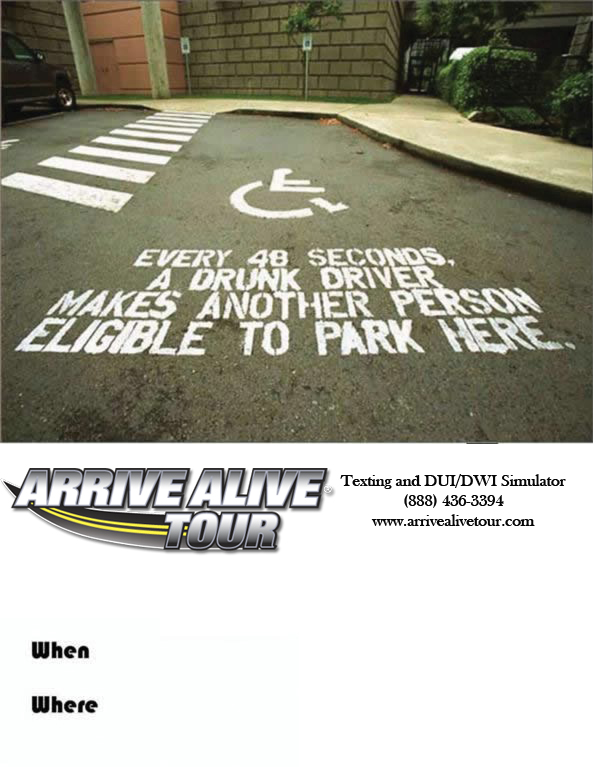 EVERY 48 SECONDS,
A DRUNK DRIVER
MAKES ANOTHER PERSON
ELIGIBLE TO PARK HERE.
ARRIVE ALIVE®
TOUR
Texting and DUI/DWI Simulator
(888) 436-3394
www.arrivealivetour.com
When
Where